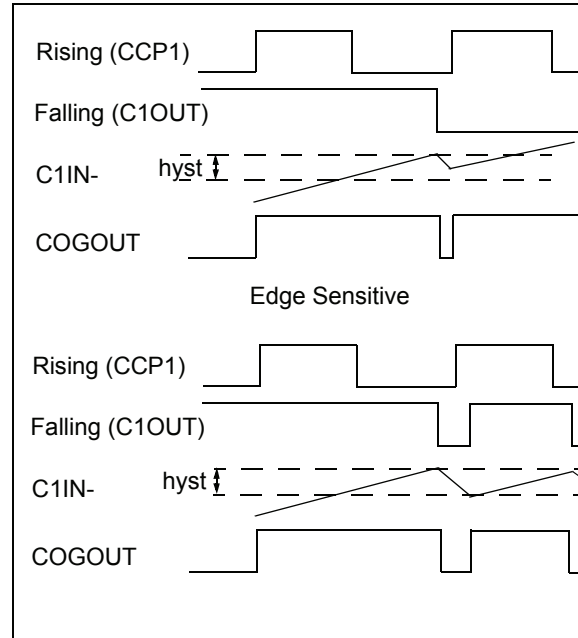 Rising (CCP1)
Falling (C1OUT)
C1IN-
hyst
COGOUT
Edge Sensitive
Rising (CCP1)
Falling (C1OUT)
C1IN-
hyst
COGOUT